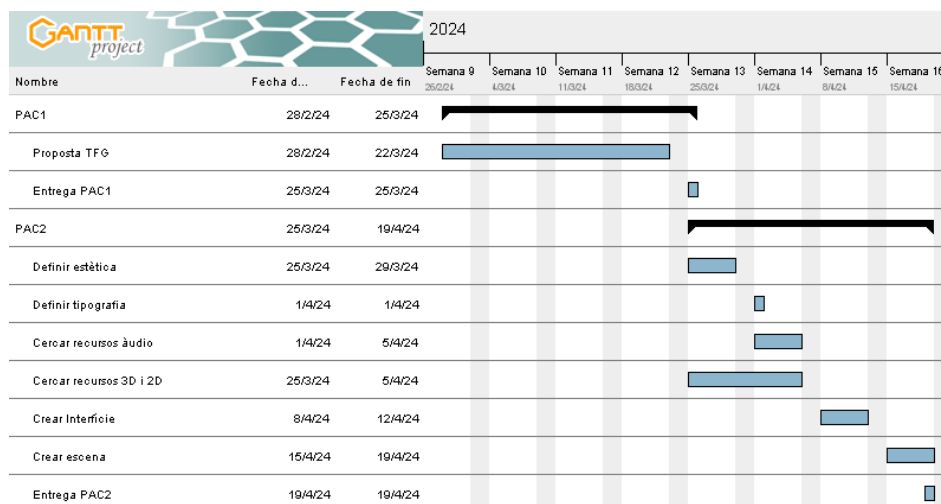 GANTT
project
2024
Semana 9 Semana 10 Semana 11 Semana 12 Semana 13 Semana 14 Semana 15 Semana 16
26/2/24 4/3/24 11/3/24 18/3/24 25/3/24 1/4/24 8/4/24 15/4/24
Nombre Fecha d... Fecha de fin
PAC1 28/2/24 25/3/24
Proposta TFG 28/2/24 22/3/24
Entrega PAC1 25/3/24 25/3/24
PAC2 25/3/24 19/4/24
Definir estètica 25/3/24 29/3/24
Definir tipografia 1/4/24 1/4/24
Cercar recursos àudio 1/4/24 5/4/24
Cercar recursos 3D i 2D 25/3/24 5/4/24
Crear Interfície 8/4/24 12/4/24
Crear escena 15/4/24 19/4/24
Entrega PAC2 19/4/24 19/4/24